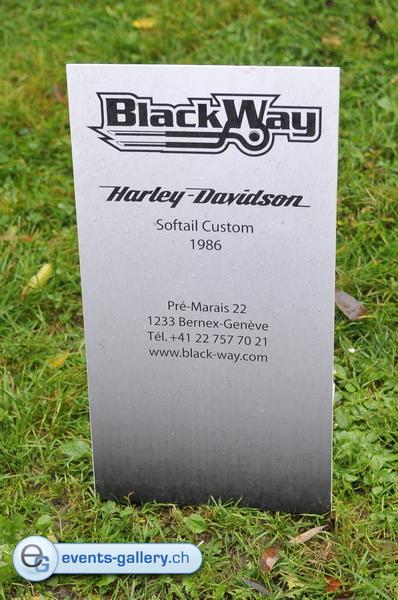 BlackWay
Harley-Davidson
Softail Custom
1986
Pré-Marais 22
1233 Bernex-Genève
Tél. +41 22 757 70 21
www.black-way.com
eG events-gallery.ch